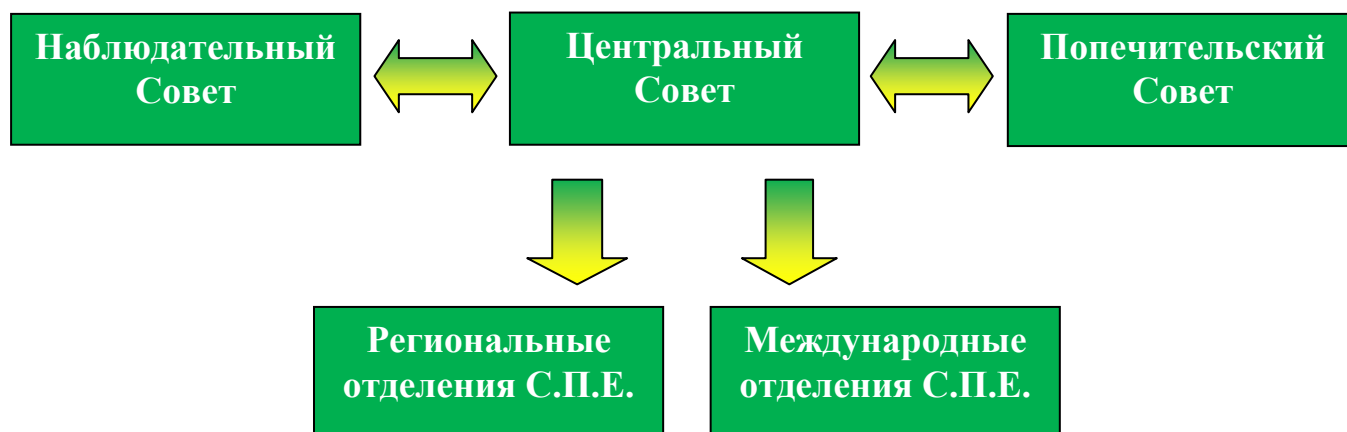 Наблюдательный
Совет
Центральный
Совет
Попечительский
Совет
Региональные
отделения С.П.Е.
Международные
отделения С.П.Е.